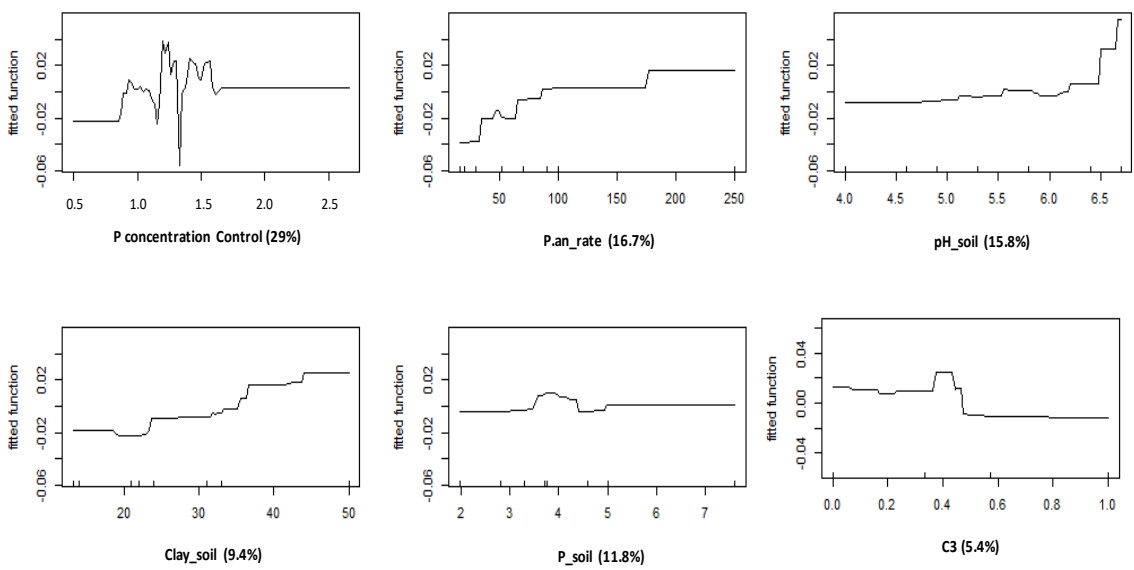 fitted function
0.02
-0.02
-0.06
0.5 1.0 1.5 2.0 2.5
P concentration Control (29%)
fitted function
0.02
-0.02
-0.06
50 100 150 200 250
P.an_rate (16.7%)
fitted function
0.02
-0.02
-0.06
4.0 4.5 5.0 5.5 6.0 6.5
pH_soil (15.8%)
fitted function
0.02
-0.02
-0.06
20 30 40 50
Clay_soil (9.4%)
fitted function
0.02
-0.02
-0.06
2 3 4 5 6 7
P_soil (11.8%)
fitted function
0.04
0.00
-0.04
0.0 0.2 0.4 0.6 0.8 1.0
C3 (5.4%)